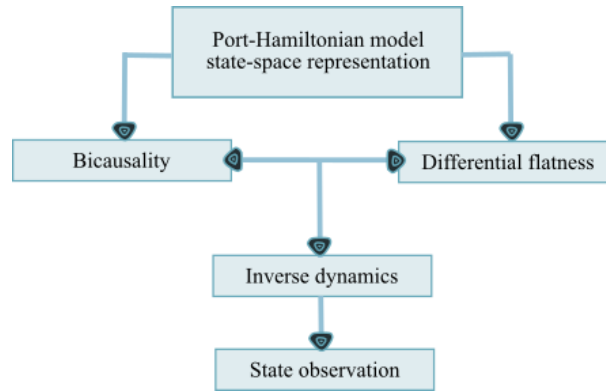 Port-Hamiltonian model
state-space representation
Bicausality
Differential flatness
Inverse dynamics
State observation